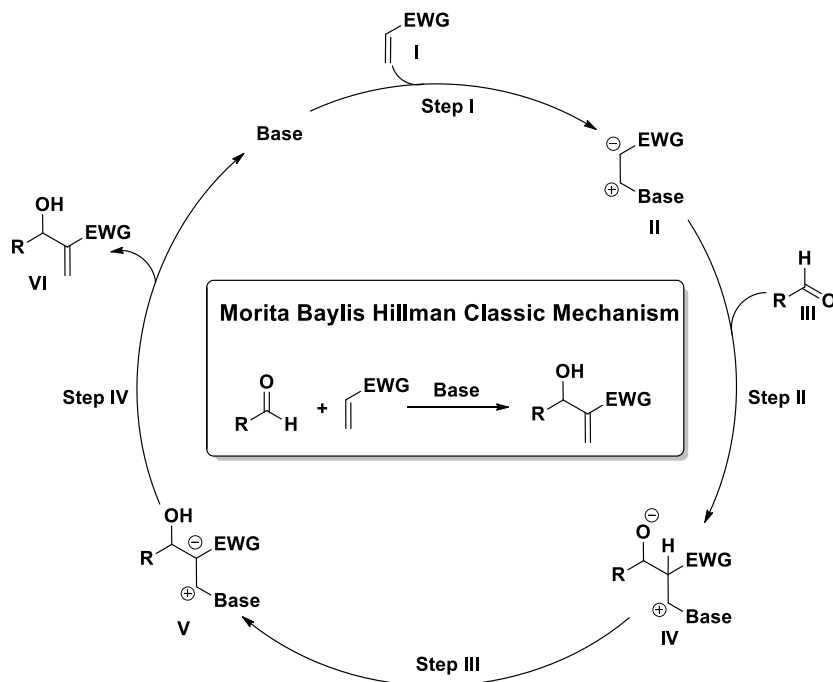 EWG
I
Step I
Base
⊖
EWG
⊕
Base
II
OH
R
EWG
VI
H
R
O
III
Morita Baylis Hillman Classic Mechanism
O
R
H
+
EWG
Base
OH
R
EWG
Step IV
Step II
OH
R
⊖
EWG
⊕
Base
V
⊖
O
H
R
EWG
⊕
Base
IV
Step III